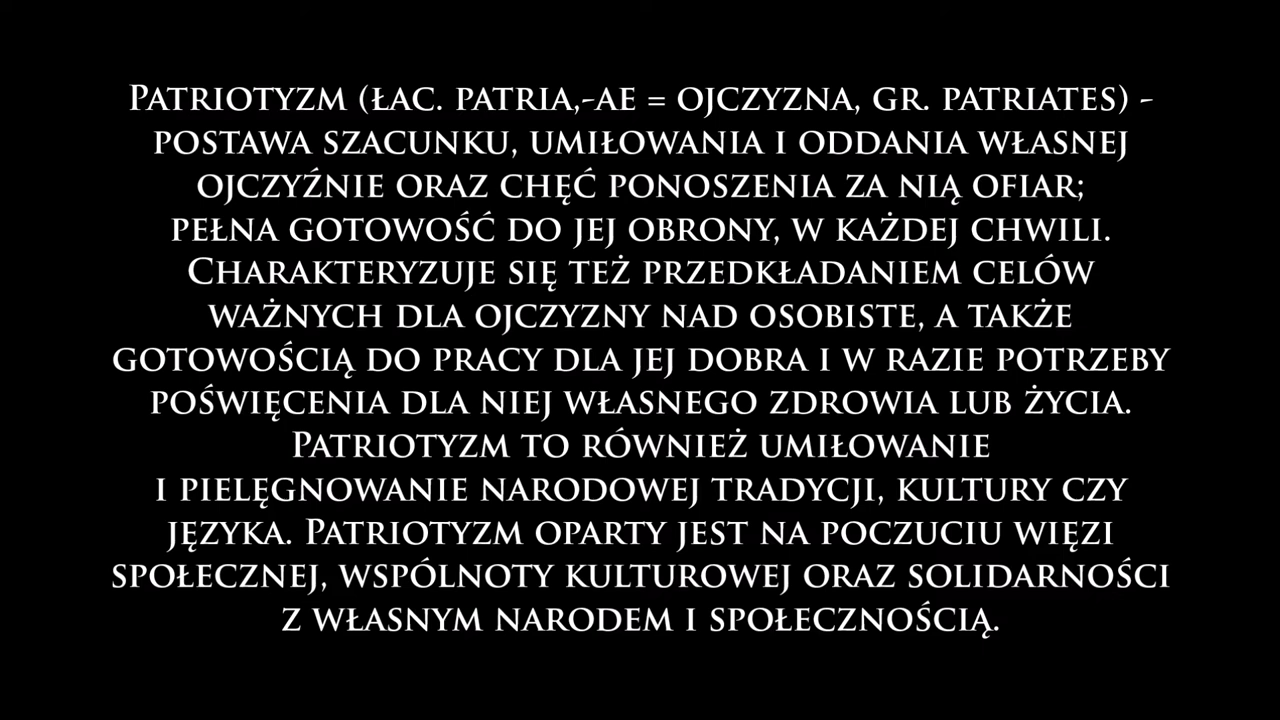 Patriotyzm (łac. patria,-ae = ojczyzna, gr. patriates) -
postawa szacunku, umiłowania i oddania własnej
ojczyźnie oraz chęć ponoszenia za nią ofiar;
pełna gotowość do jej obrony, w każdej chwili.
Charakteryzuje się też przedkładaniem celów
ważnych dla ojczyzny nad osobiste, a także
gotowością do pracy dla jej dobra i w razie potrzeby
poświęcenia dla niej własnego zdrowia lub życia.
Patriotyzm to również umiłowanie
i pielęgnowanie narodowej tradycji, kultury czy
języka. Patriotyzm oparty jest na poczuciu więzi
społecznej, wspólnoty kulturowej oraz solidarności
z własnym narodem i społecznością.